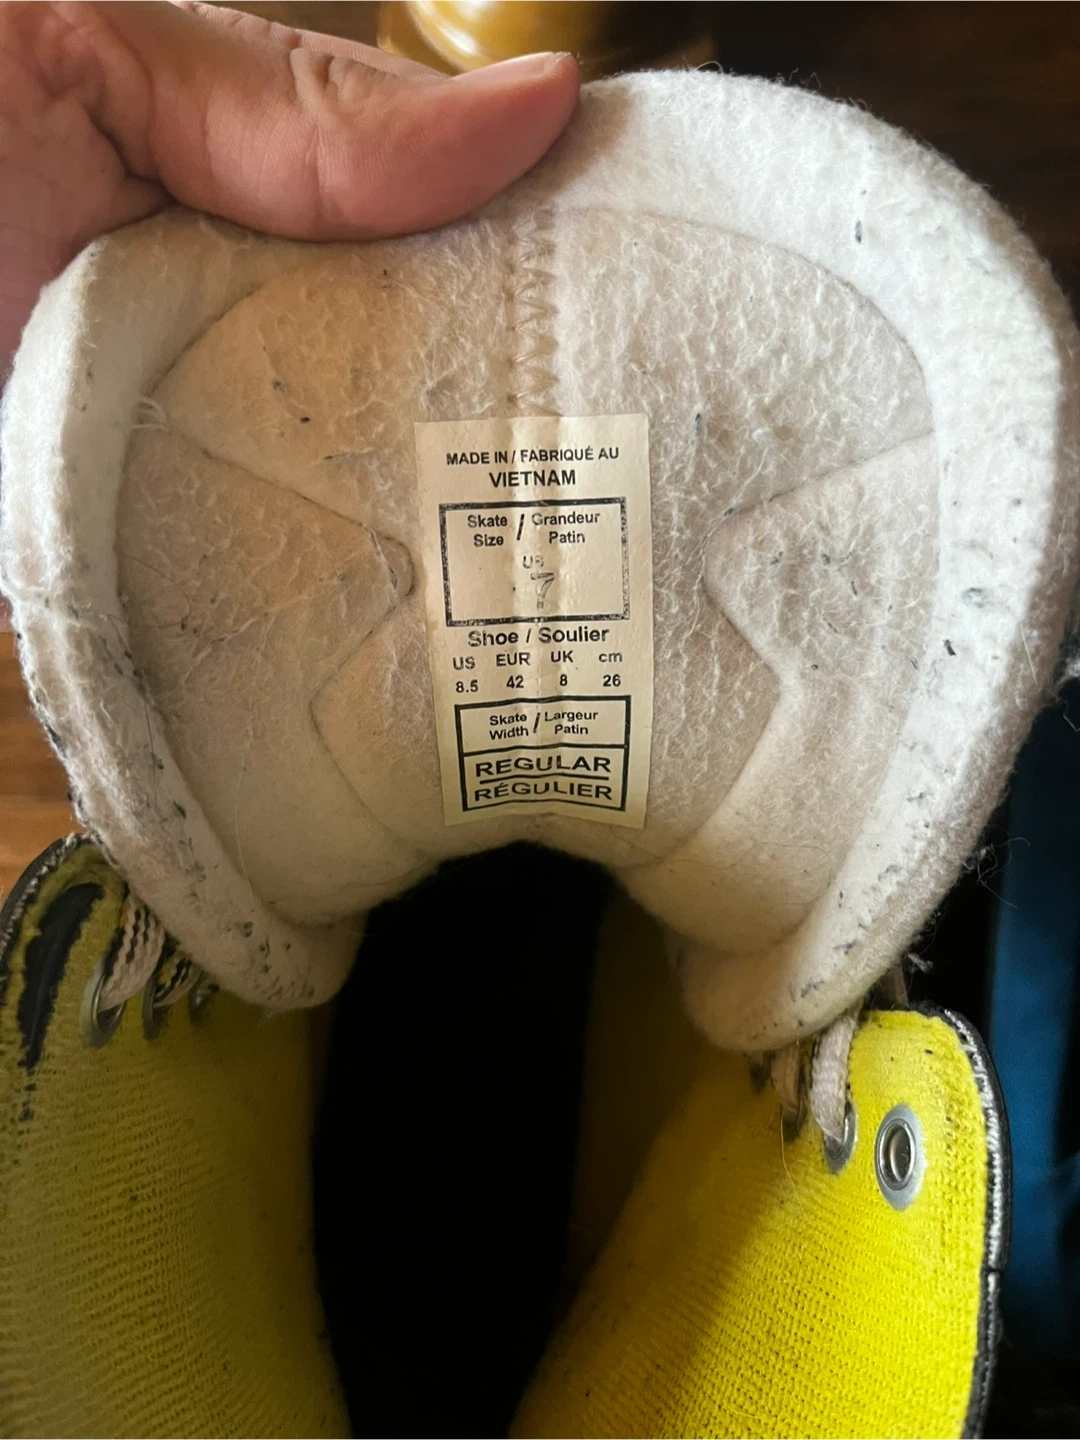 MADE IN / FABRIQUÉ AU
VIETNAM
Skate / Grandeur
Size Patin
US
7
Shoe / Soulier
US EUR UK cm
8.5 42 8 26
Skate / Largeur
Width Patin
REGULAR
RÉGULIER